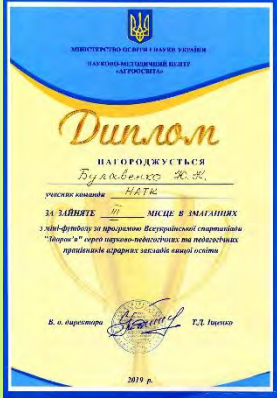 МІНІСТЕРСТВО ОСВІТИ І НАУКИ УКРАЇНИ
НАУКОВО-МЕТОДИЧНИЙ ЦЕНТР
«АГРООСВІТА»
Диплом
НАГОРОДЖУЄТЬСЯ
Булавенко Ю.К.
учасник команди НАТК
ЗА ЗАЙНЯТЕ III МІСЦЕ В ЗМАГАННЯХ
з міні-футболу за програмою Всеукраїнської спартакіади
"Здоров'я" серед науково-педагогічних та педагогічних
працівників аграрних закладів вищої освіти
В. о. директора Т.Д. Іщенко
2019 р.